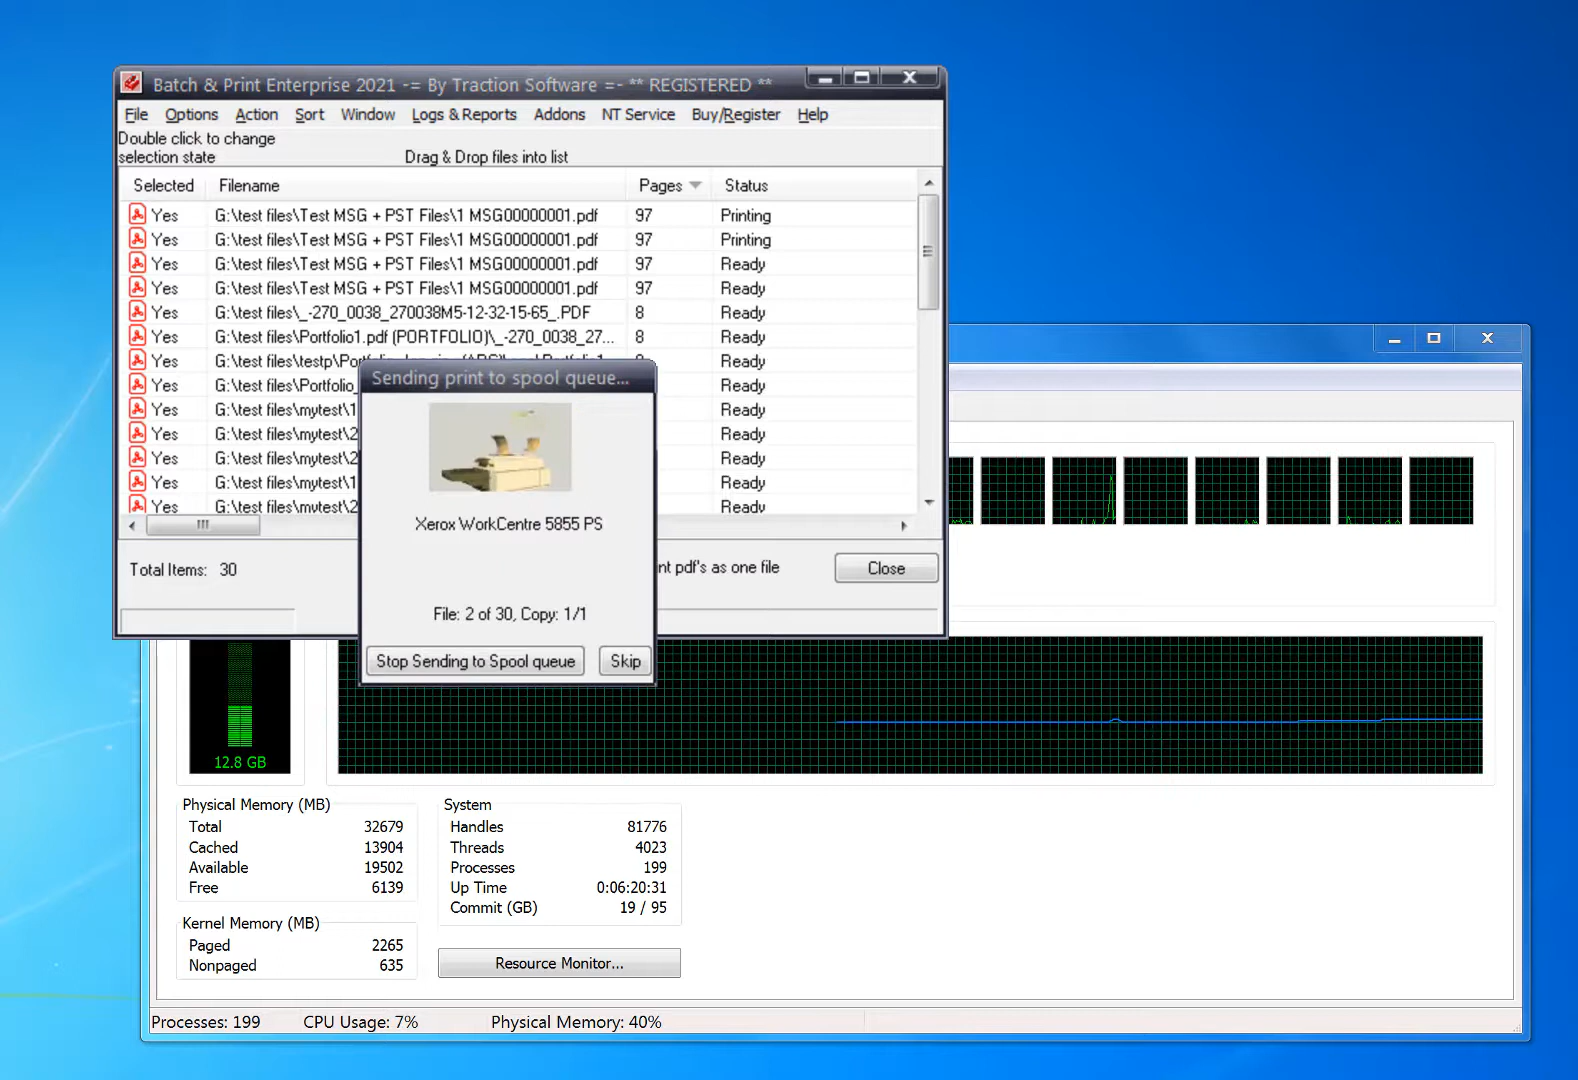 Batch & Print Enterprise 2021 -= By Traction Software =- ** REGISTERED **
File Options Action Sort Window Logs & Reports Addons NT Service Buy/Register Help
Double click to change
selection state Drag & Drop files into list
Selected Filename Pages Status
Yes G:\test files\Test MSG + PST Files\1 MSG00000001.pdf 97 Printing
Yes G:\test files\Test MSG + PST Files\1 MSG00000001.pdf 97 Printing
Yes G:\test files\Test MSG + PST Files\1 MSG00000001.pdf 97 Ready
Yes G:\test files\Test MSG + PST Files\1 MSG00000001.pdf 97 Ready
Yes G:\test files\_-270_0038_270038M5-12-32-15-65_.PDF 8 Ready
Yes G:\test files\Portfolio1.pdf (PORTFOLIO)\_-270_0038_27... 8 Ready
Yes G:\test files\testp\ Ready
Yes G:\test files\Portfolio_ Ready
Yes G:\test files\mytest\1 Ready
Yes G:\test files\mytest\2 Ready
Yes G:\test files\mytest\2 Ready
Yes G:\test files\mytest\1 Ready
Yes G:\test files\mytest\2 Ready
Sending print to spool queue...
Xerox WorkCentre 5855 PS
File: 2 of 30, Copy: 1/1
Stop Sending to Spool queue Skip
Total Items: 30 nt pdf's as one file Close
12.8 GB
Physical Memory (MB)
Total 32679
Cached 13904
Available 19502
Free 6139
Kernel Memory (MB)
Paged 2265
Nonpaged 635
System
Handles 81776
Threads 4023
Processes 199
Up Time 0:06:20:31
Commit (GB) 19 / 95
Resource Monitor...
Processes: 199 CPU Usage: 7% Physical Memory: 40%